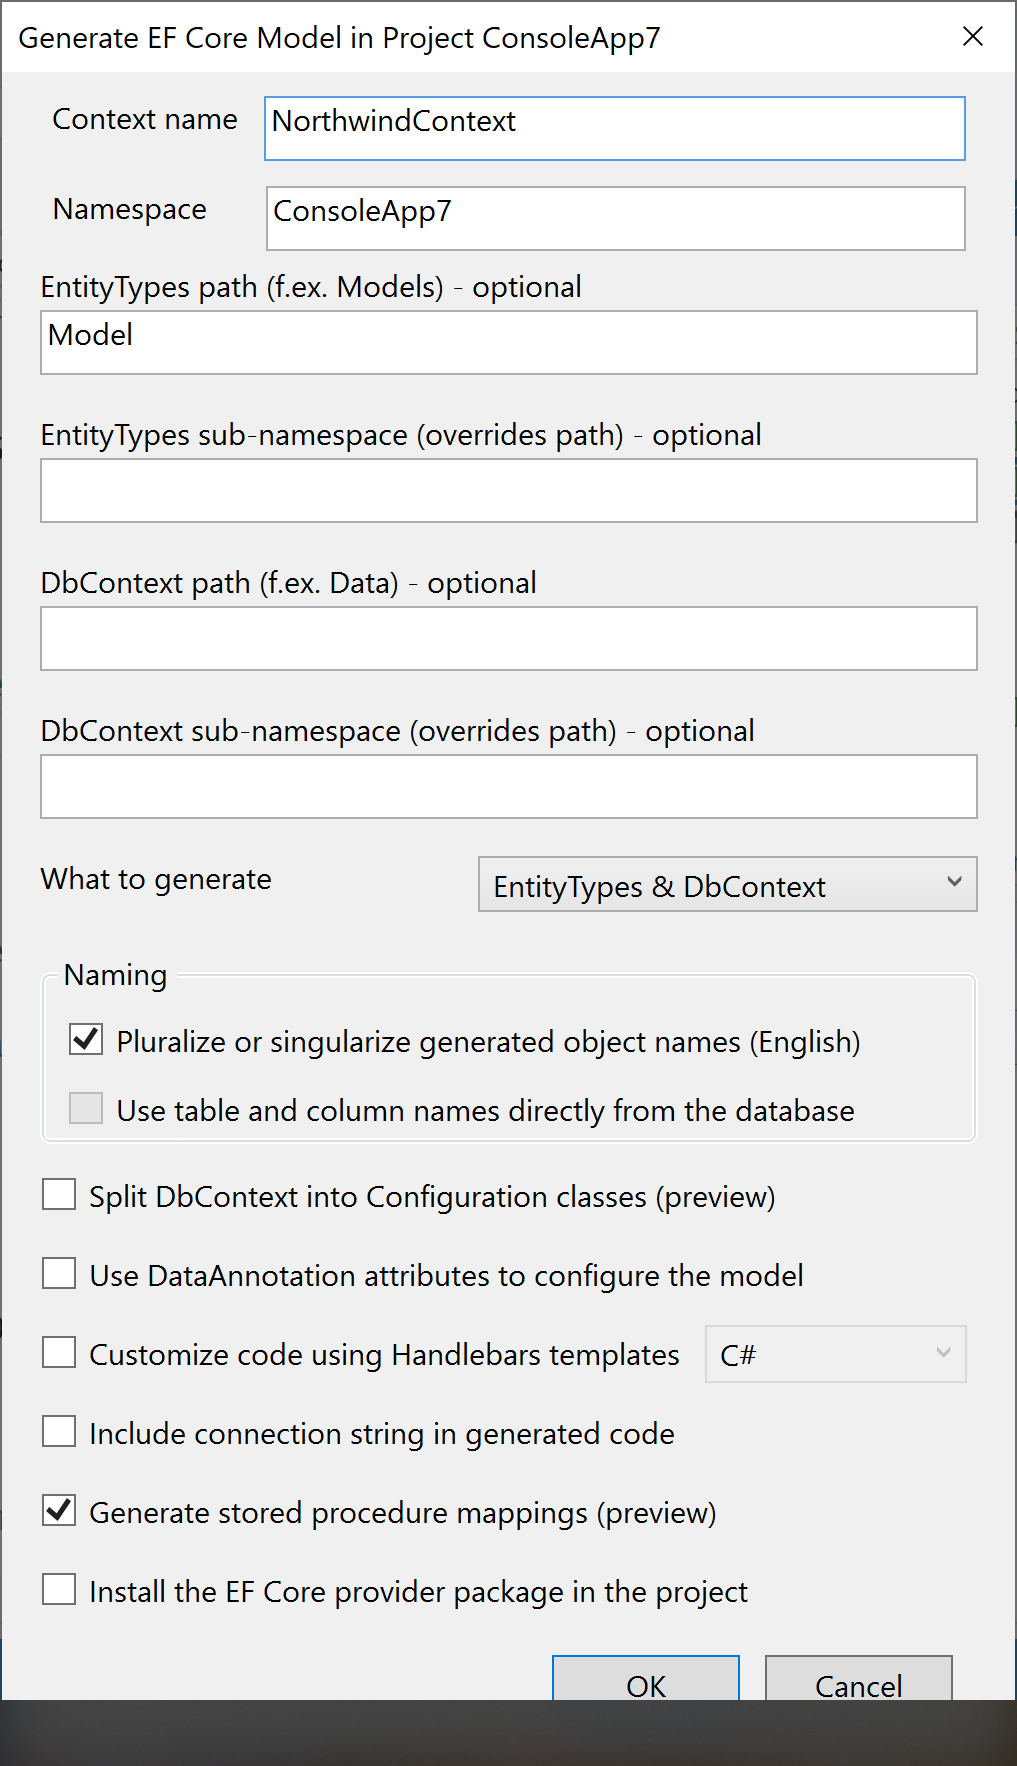 Generate EF Core Model in Project ConsoleApp7
Context name NorthwindContext
Namespace ConsoleApp7
EntityTypes path (f.ex. Models) - optional
Model
EntityTypes sub-namespace (overrides path) - optional
DbContext path (f.ex. Data) - optional
DbContext sub-namespace (overrides path) - optional
What to generate EntityTypes & DbContext
Naming
Pluralize or singularize generated object names (English)
Use table and column names directly from the database
Split DbContext into Configuration classes (preview)
Use DataAnnotation attributes to configure the model
Customize code using Handlebars templates C#
Include connection string in generated code
Generate stored procedure mappings (preview)
Install the EF Core provider package in the project
OK Cancel